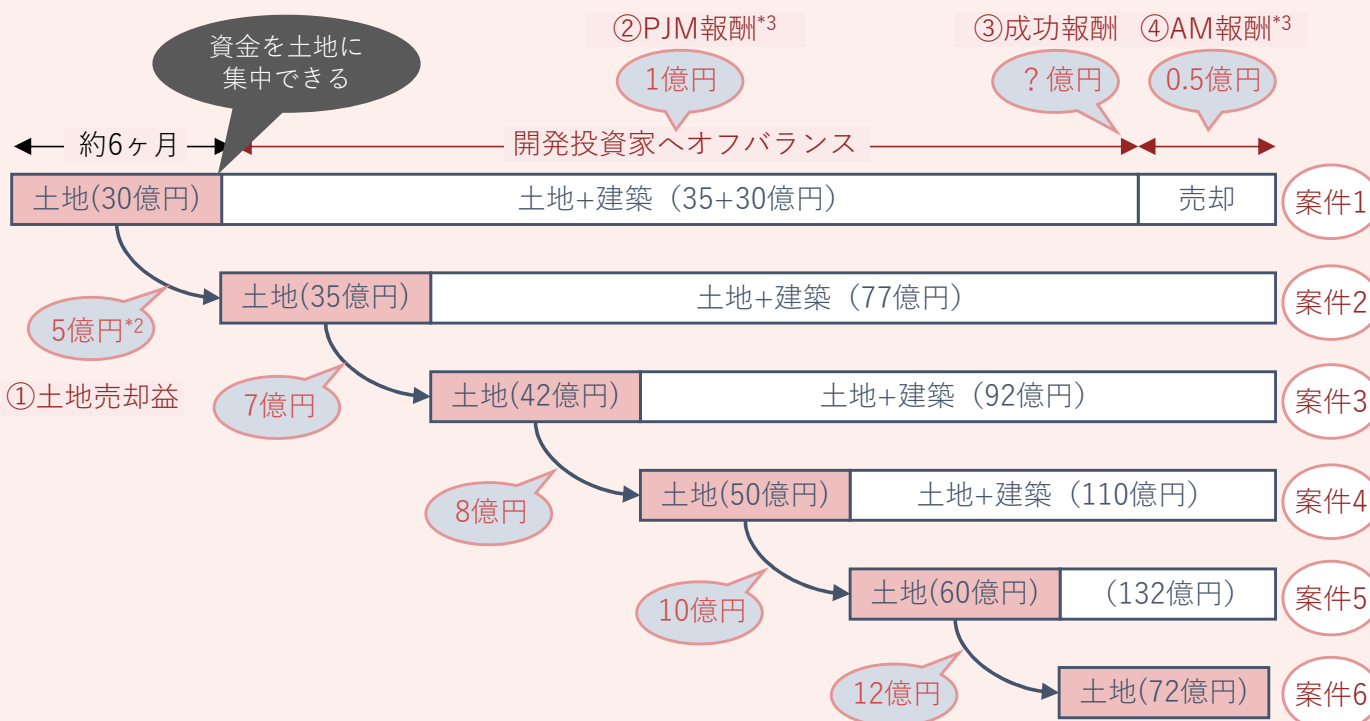 ②PJM報酬*3
③成功報酬
④AM報酬*3
資金を土地に
集中できる
1億円
？億円
0.5億円
約6ヶ月
開発投資家へオフバランス
土地(30億円)
土地+建築（35+30億円）
売却
案件1
土地(35億円)
土地+建築（77億円）
案件2
5億円*2
①土地売却益
7億円
土地(42億円)
土地+建築（92億円）
案件3
8億円
土地(50億円)
土地+建築（110億円）
案件4
10億円
土地(60億円)
(132億円)
案件5
12億円
土地(72億円)
案件6